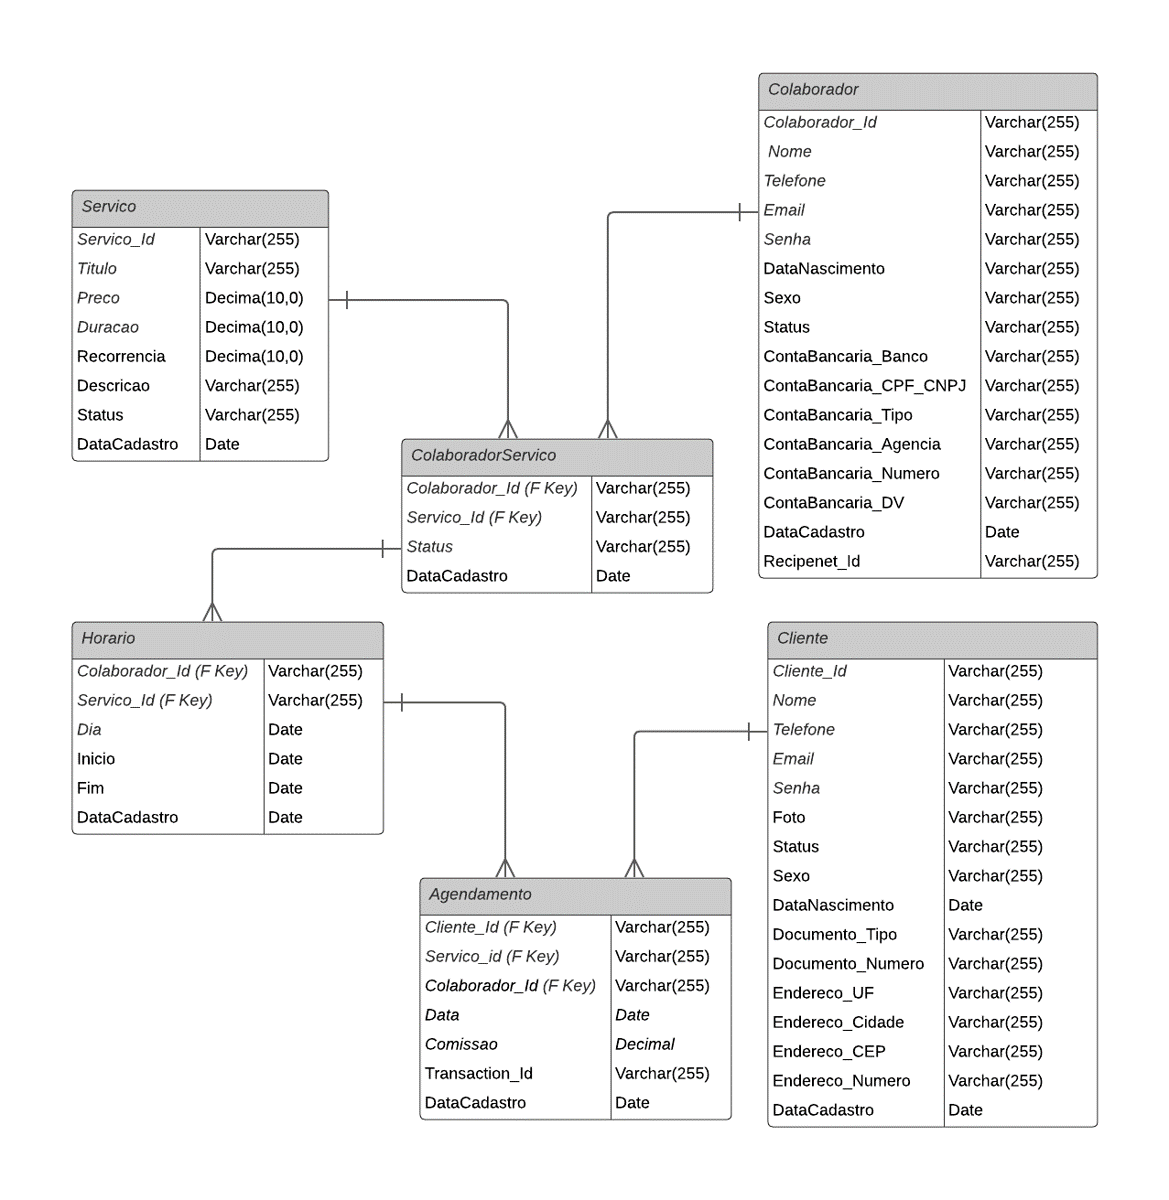 Colaborador
Colaborador_Id Varchar(255)
Nome Varchar(255)
Telefone Varchar(255)
Email Varchar(255)
Senha Varchar(255)
DataNascimento Varchar(255)
Sexo Varchar(255)
Status Varchar(255)
ContaBancaria_Banco Varchar(255)
ContaBancaria_CPF_CNPJ Varchar(255)
ContaBancaria_Tipo Varchar(255)
ContaBancaria_Agencia Varchar(255)
ContaBancaria_Numero Varchar(255)
ContaBancaria_DV Varchar(255)
DataCadastro Date
Recipenet_Id Varchar(255)
Servico
Servico_Id Varchar(255)
Titulo Varchar(255)
Preco Decima(10,0)
Duracao Decima(10,0)
Recorrencia Decima(10,0)
Descricao Varchar(255)
Status Varchar(255)
DataCadastro Date
ColaboradorServico
Colaborador_Id (F Key) Varchar(255)
Servico_Id (F Key) Varchar(255)
Status Varchar(255)
DataCadastro Date
Horario
Colaborador_Id (F Key) Varchar(255)
Servico_Id (F Key) Varchar(255)
Dia Date
Inicio Date
Fim Date
DataCadastro Date
Cliente
Cliente_Id Varchar(255)
Nome Varchar(255)
Telefone Varchar(255)
Email Varchar(255)
Senha Varchar(255)
Foto Varchar(255)
Status Varchar(255)
Sexo Varchar(255)
DataNascimento Date
Documento_Tipo Varchar(255)
Documento_Numero Varchar(255)
Endereco_UF Varchar(255)
Endereco_Cidade Varchar(255)
Endereco_CEP Varchar(255)
Endereco_Numero Varchar(255)
DataCadastro Date
Agendamento
Cliente_Id (F Key) Varchar(255)
Servico_id (F Key) Varchar(255)
Colaborador_Id (F Key) Varchar(255)
Data Date
Comissao Decimal
Transaction_Id Varchar(255)
DataCadastro Date